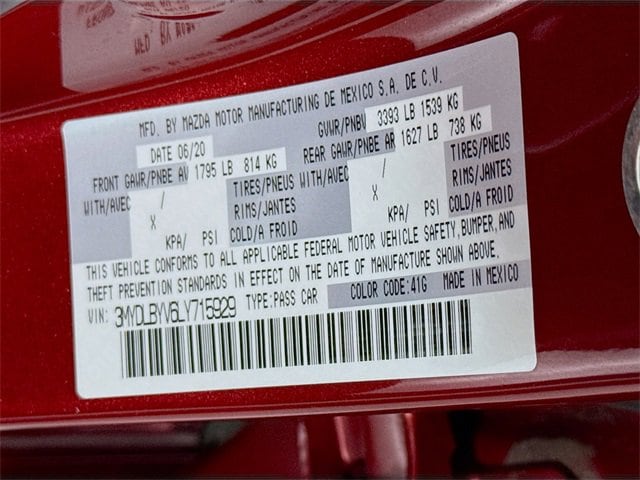 MFD. BY MAZDA MOTOR MANUFACTURING DE MEXICO S.A. DE C.V.
DATE 06/20 GVWR/PNBV 3393 LB 1539 KG
FRONT GAWR/PNBE AV 1795 LB 814 KG REAR GAWR/PNBE AR 1627 LB 738 KG
WITH/AVEC / TIRES/PNEUS WITH/AVEC / TIRES/PNEUS
X RIMS/JANTES X RIMS/JANTES
KPA/ PSI COLD/A FROID KPA/ PSI COLD/A FROID
THIS VEHICLE CONFORMS TO ALL APPLICABLE FEDERAL MOTOR VEHICLE SAFETY, BUMPER, AND
THEFT PREVENTION STANDARDS IN EFFECT ON THE DATE OF MANUFACTURE SHOWN ABOVE.
VIN: 3MYDLBYV6LY715929 TYPE:PASS CAR COLOR CODE:41G MADE IN MEXICO